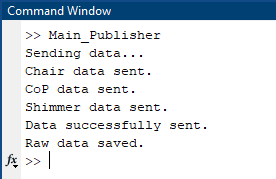 Command Window
>> Main_Publisher
Sending data...
Chair data sent.
CoP data sent.
Shimmer data sent.
Data successfully sent.
Raw data saved.
fx >>